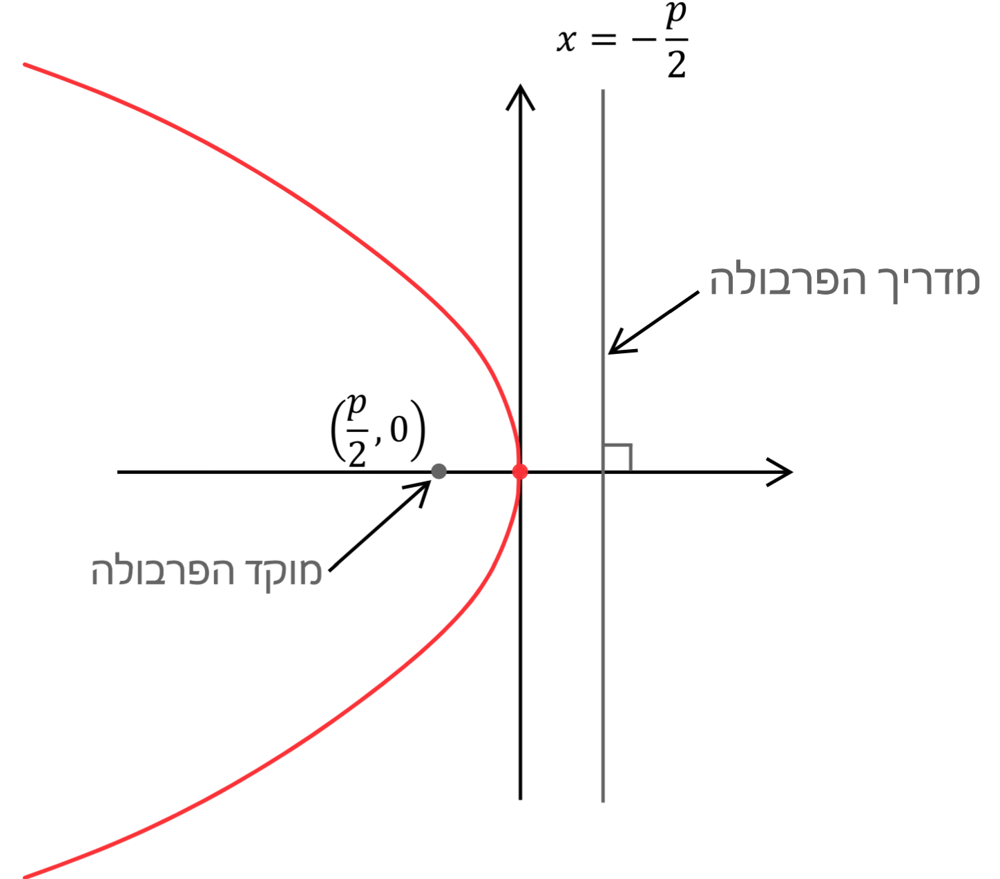 x = −p/2
מדריך הפרבולה
(p/2, 0)
מוקד הפרבולה